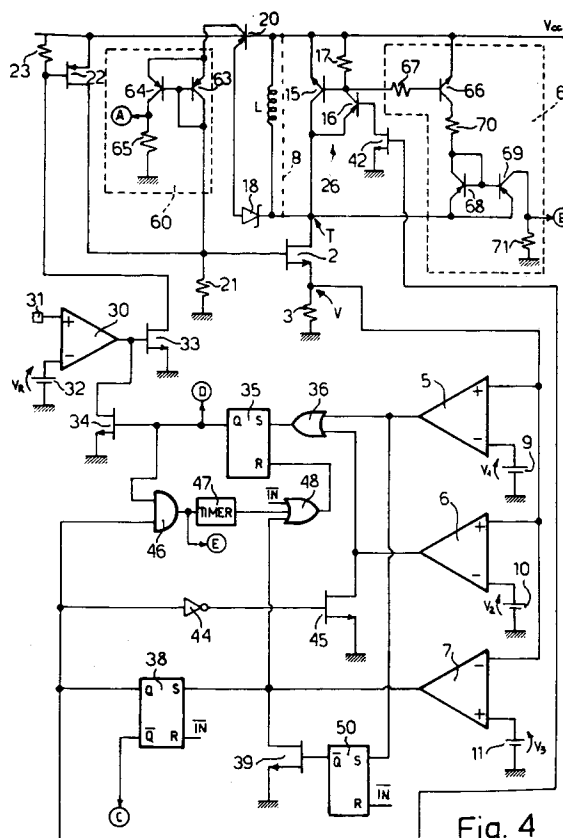 20
Vcc
23
22
64
63
17
67
66
6
A
65
L
15
16
70
8
42
69
26
60
18
68
T
B
2
71
21
31
+
30
3
V
-
33
VR
32
D
5
+
34
Q 35 S
36
-
9
V1
R
46
47
TIMER
IN
48
6
+
E
-
10
V2
44
45
7
-
38
Q S
Q R
IN
+
11
V3
50
39
Q S
R
IN
C
Fig. 4